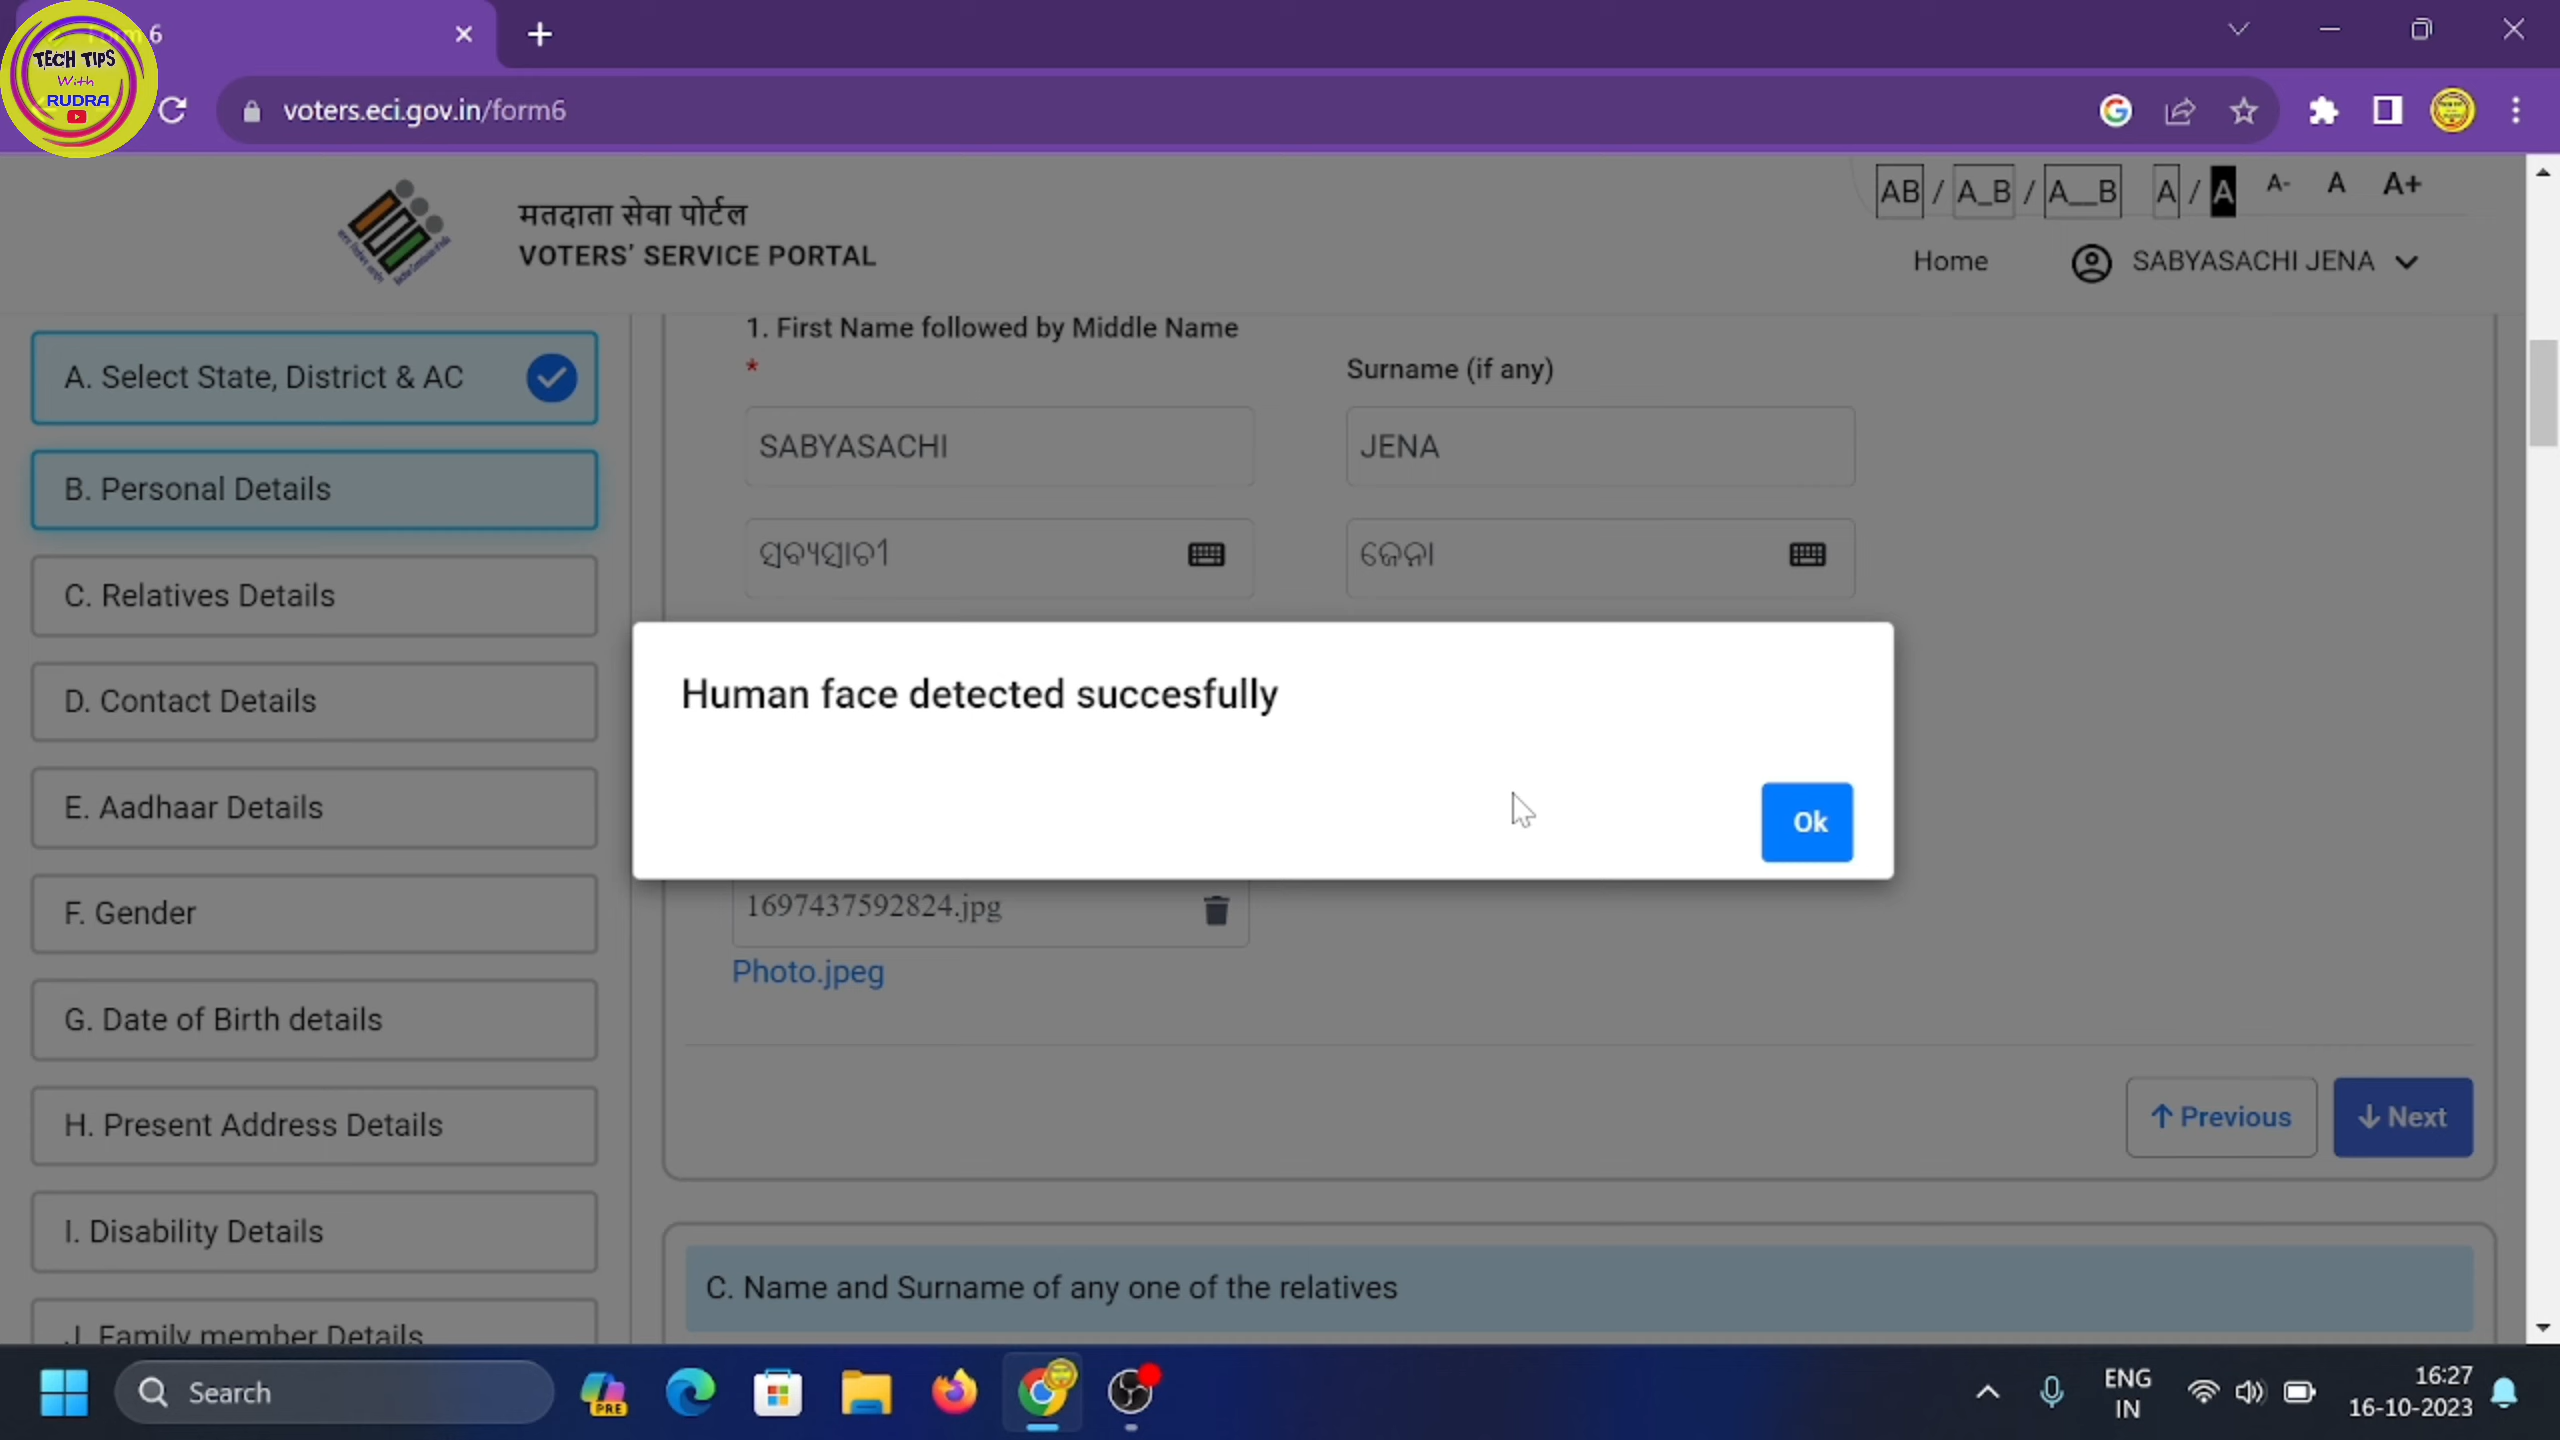 TECH TIPS
With
RUDRA
6
voters.eci.gov.in/form6
मतदाता सेवा पोर्टल
VOTERS' SERVICE PORTAL
AB / A_B / A__B A / A A- A A+
Home SABYASACHI JENA
A. Select State, District & AC
B. Personal Details
C. Relatives Details
D. Contact Details
E. Aadhaar Details
F. Gender
G. Date of Birth details
H. Present Address Details
I. Disability Details
J. Family member Details
1. First Name followed by Middle Name
*
Surname (if any)
SABYASACHI
JENA
ସବ୍ୟସାଚୀ
ଜେନା
Human face detected succesfully
Ok
1697437592824.jpg
Photo.jpeg
Previous
Next
C. Name and Surname of any one of the relatives
Search
PRE
ENG
IN
16:27
16-10-2023